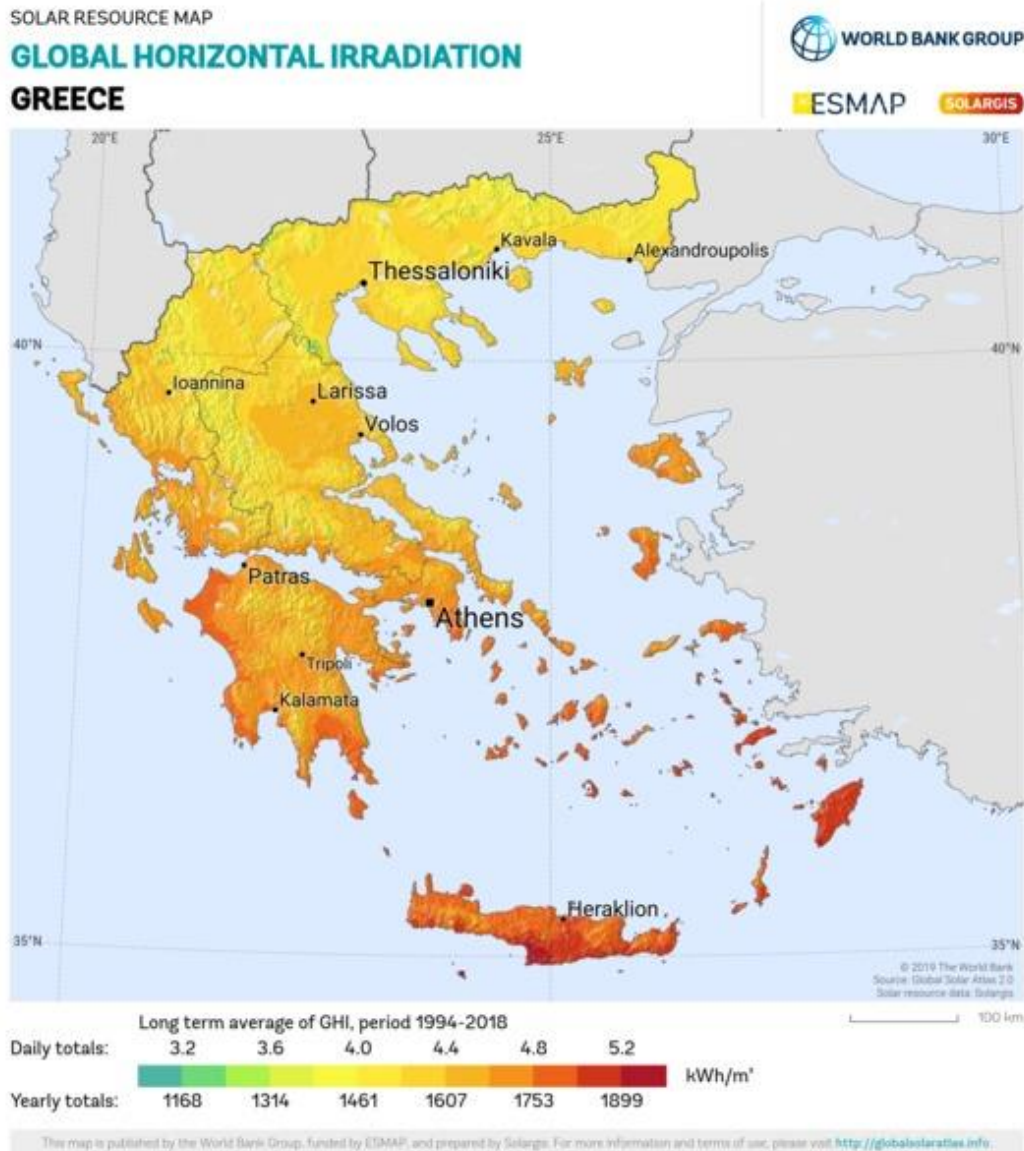 SOLAR RESOURCE MAP
GLOBAL HORIZONTAL IRRADIATION
GREECE
WORLD BANK GROUP
ESMAP
SOLARGIS
20°E
25°E
30°E
Kavala
Alexandroupolis
Thessaloniki
40°N
40°N
Ioannina
Larissa
Volos
Patras
Athens
Tripoli
Kalamata
Heraklion
35°N
35°N
© 2019 The World Bank
Source: Global Solar Atlas 2.0
Solar resource data: Solargis
100 km
Long term average of GHI, period 1994-2018
Daily totals: 3.2 3.6 4.0 4.4 4.8 5.2
kWh/m²
Yearly totals: 1168 1314 1461 1607 1753 1899
This map is published by the World Bank Group, funded by ESMAP, and prepared by Solargis. For more information and terms of use, please visit http://globalsolaratlas.info.